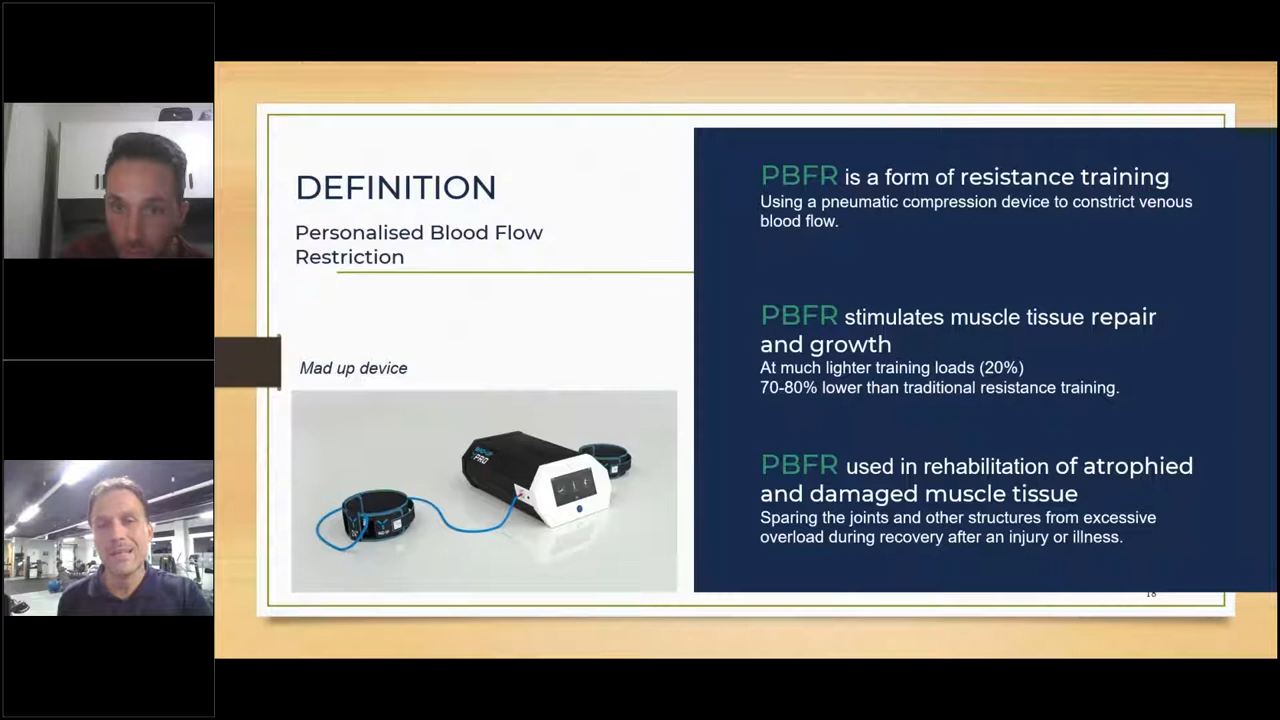 DEFINITION
Personalised Blood Flow
Restriction
Mad up device
PRO
PBFR is a form of resistance training
Using a pneumatic compression device to constrict venous
blood flow.
PBFR stimulates muscle tissue repair
and growth
At much lighter training loads (20%)
70-80% lower than traditional resistance training.
PBFR used in rehabilitation of atrophied
and damaged muscle tissue
Sparing the joints and other structures from excessive
overload during recovery after an injury or illness.
18